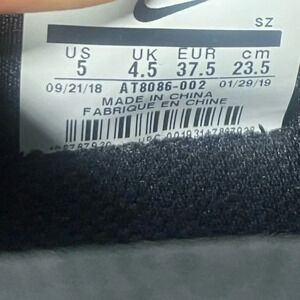 SZ
US UK EUR cm
5 4.5 37.5 23.5
09/21/18 AT8086-002 01/29/19
MADE IN CHINA
FABRIQUE EN CHINE